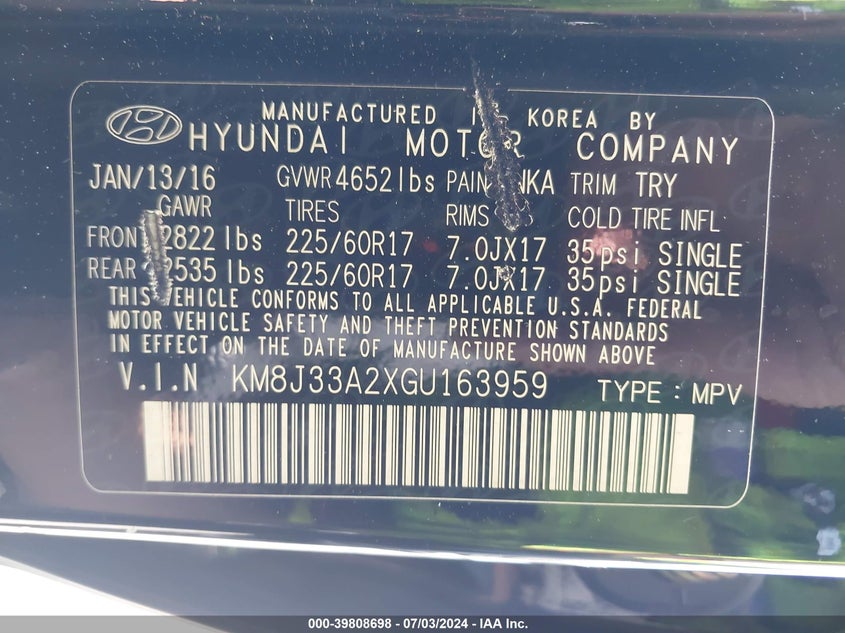 MANUFACTURED KOREA BY
HYUNDAI MOTOR COMPANY
JAN/13/16 GVWR 4652lbs TRIM TRY
GAWR TIRES RIMS COLD TIRE INFL
FRONT 2822 lbs 225/60R17 7.0JX17 35psi SINGLE
REAR 2535 lbs 225/60R17 7.0JX17 35psi SINGLE
THIS VEHICLE CONFORMS TO ALL APPLICABLE U.S.A. FEDERAL
MOTOR VEHICLE SAFETY AND THEFT PREVENTION STANDARDS
IN EFFECT ON THE DATE OF MANUFACTURE SHOWN ABOVE
V.I.N KM8J33A2XGU163959 TYPE : MPV
000-39808698 - 07/03/2024 - IAA Inc.